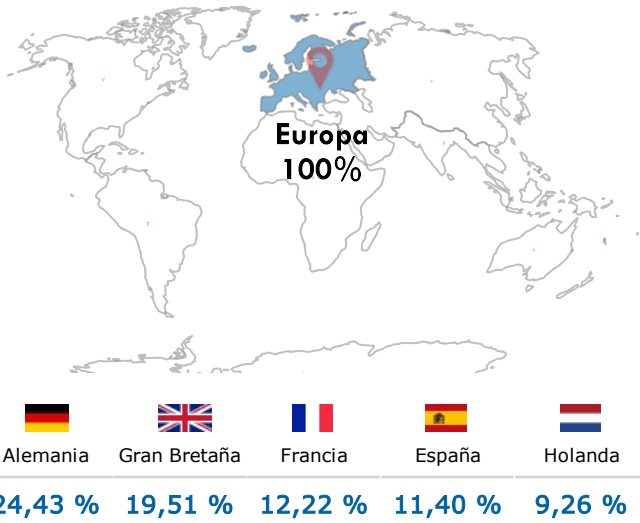 Europa
100%
Alemania Gran Bretaña Francia España Holanda
24,43 % 19,51 % 12,22 % 11,40 % 9,26 %